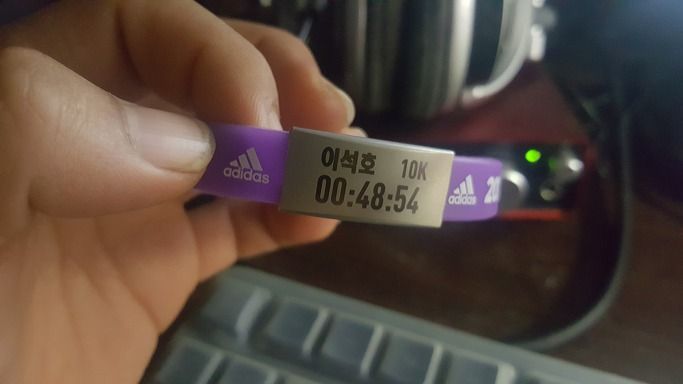 adidas
이석호 10K
00:48:54
adidas 20